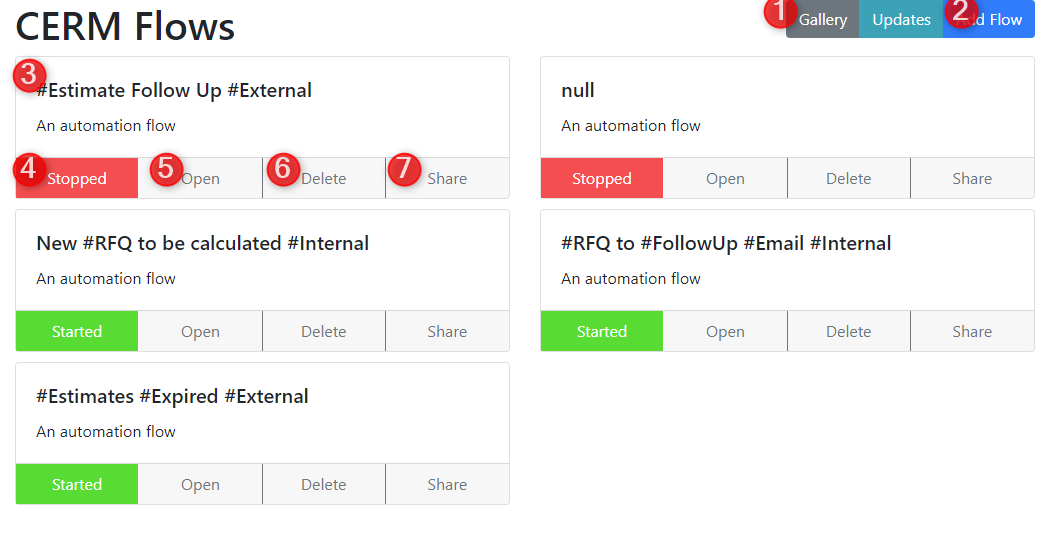 CERM Flows
1 Gallery Updates 2 Add Flow
3
#Estimate Follow Up #External
An automation flow
4 Stopped 5 Open 6 Delete 7 Share
null
An automation flow
Stopped Open Delete Share
New #RFQ to be calculated #Internal
An automation flow
Started Open Delete Share
#RFQ to #FollowUp #Email #Internal
An automation flow
Started Open Delete Share
#Estimates #Expired #External
An automation flow
Started Open Delete Share